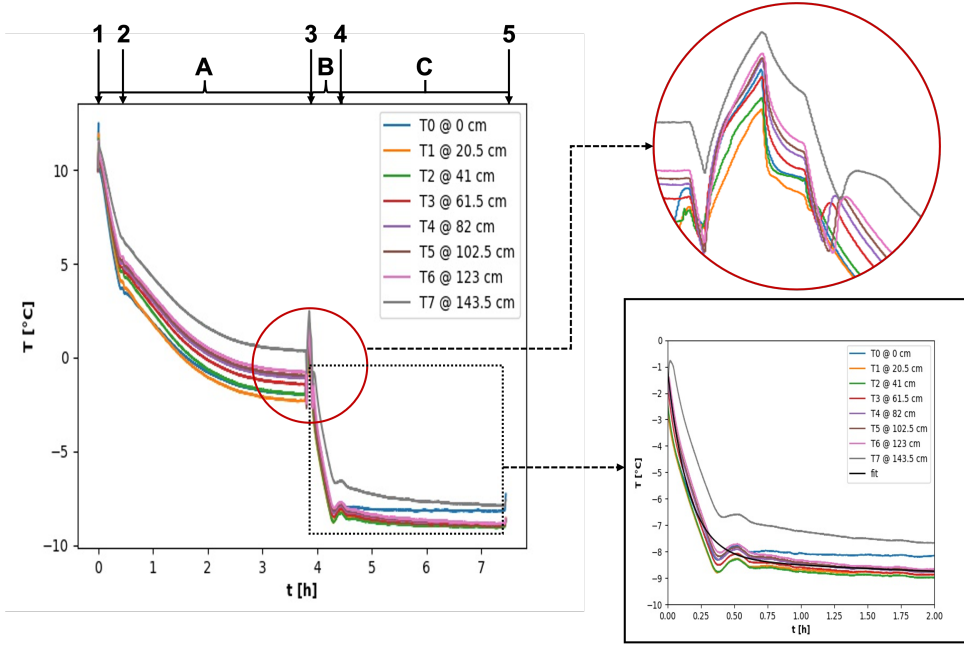 1 2 3 4 5
A B C
T0 @ 0 cm
T1 @ 20.5 cm
T2 @ 41 cm
T3 @ 61.5 cm
T4 @ 82 cm
T5 @ 102.5 cm
T6 @ 123 cm
T7 @ 143.5 cm
10
5
0
−5
−10
T [°C]
0 1 2 3 4 5 6 7
t [h]
T0 @ 0 cm
T1 @ 20.5 cm
T2 @ 41 cm
T3 @ 61.5 cm
T4 @ 82 cm
T5 @ 102.5 cm
T6 @ 123 cm
T7 @ 143.5 cm
fit
0
−1
−2
−3
−4
−5
−6
−7
−8
−9
−10
T [°C]
0.00 0.25 0.50 0.75 1.00 1.25 1.50 1.75 2.00
t [h]